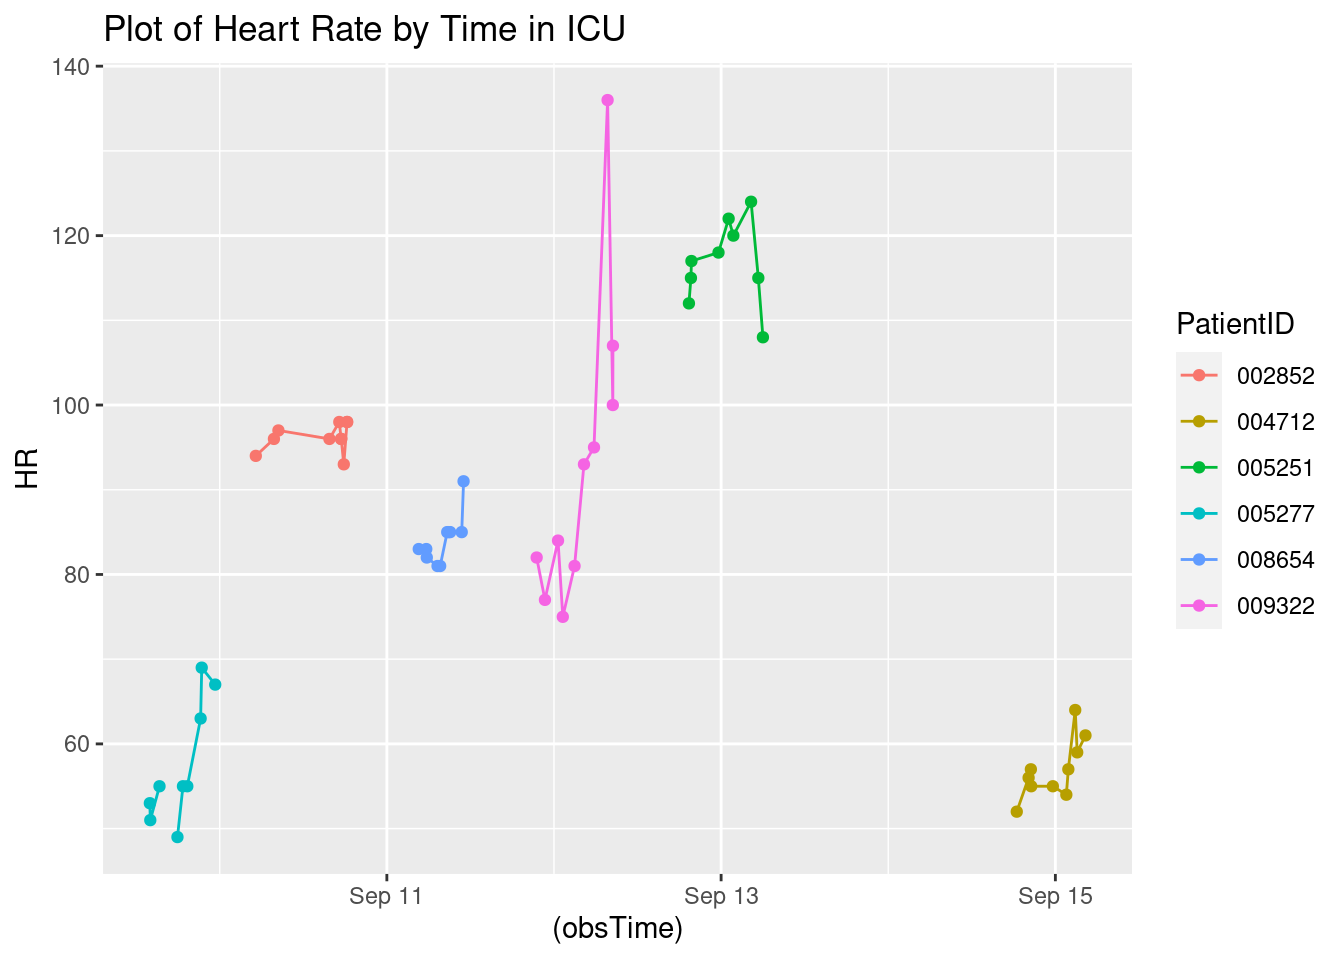 Plot of Heart Rate by Time in ICU
140
120
100
80
60
HR
Sep 11
Sep 13
Sep 15
(obsTime)
PatientID
002852
004712
005251
005277
008654
009322